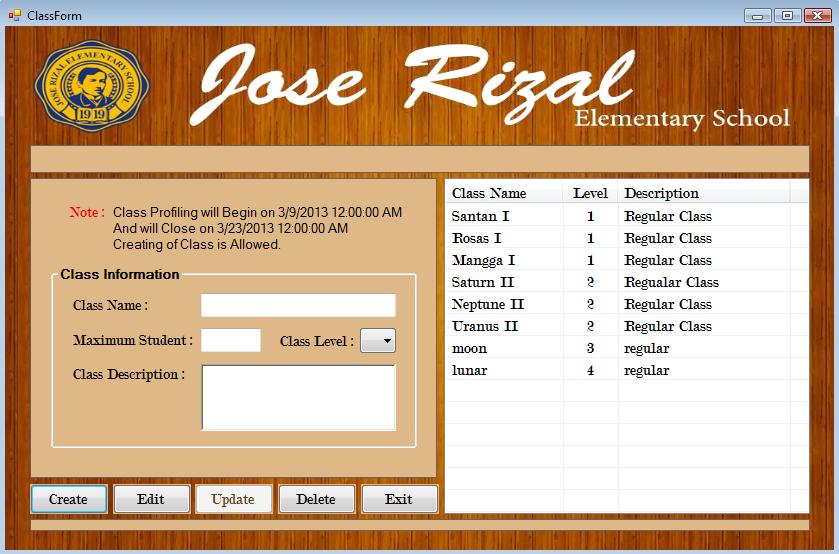 ClassForm
JOSE RIZAL ELEMENTARY SCHOOL
1919
Jose Rizal
Elementary School
Note : Class Profiling will Begin on 3/9/2013 12:00:00 AM
And will Close on 3/23/2013 12:00:00 AM
Creating of Class is Allowed.
Class Information
Class Name :
Maximum Student : Class Level :
Class Description :
Create Edit Update Delete Exit
Class Name Level Description
Santan I 1 Regular Class
Rosas I 1 Regular Class
Mangga I 1 Regular Class
Saturn II 2 Regualar Class
Neptune II 2 Regular Class
Uranus II 2 Regular Class
moon 3 regular
lunar 4 regular